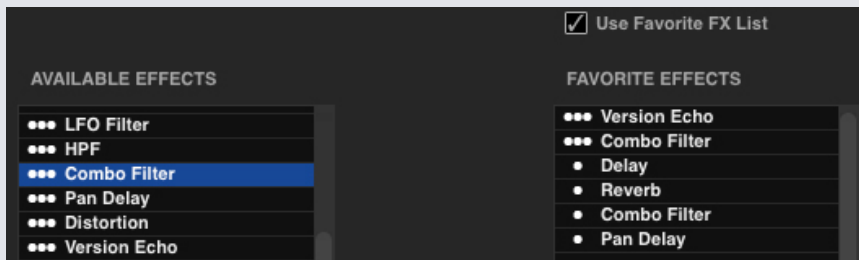 Use Favorite FX List
AVAILABLE EFFECTS
LFO Filter
HPF
Combo Filter
Pan Delay
Distortion
Version Echo
FAVORITE EFFECTS
Version Echo
Combo Filter
Delay
Reverb
Combo Filter
Pan Delay